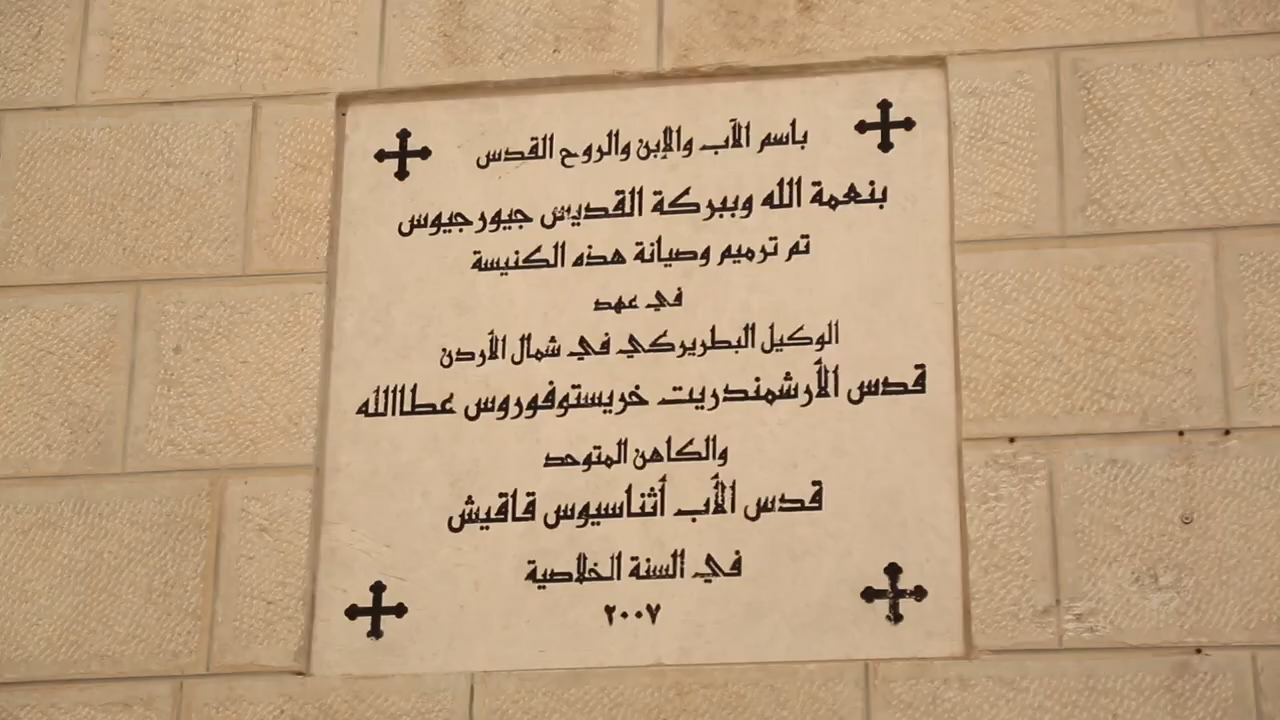 باسم الآب والإبن والروح القدس
بنعمة الله وببركة القديس جيورجيوس
تم ترميم وصيانة هذه الكنيسة
في عهد
الوكيل البطريركي في شمال الأردن
قدس الأرشمندريت خريستوفوروس عطاالله
والكاهن المتوحد
قدس الأب أثناسيوس قاقيش
في السنة الخلاصية
٢٠٠٧